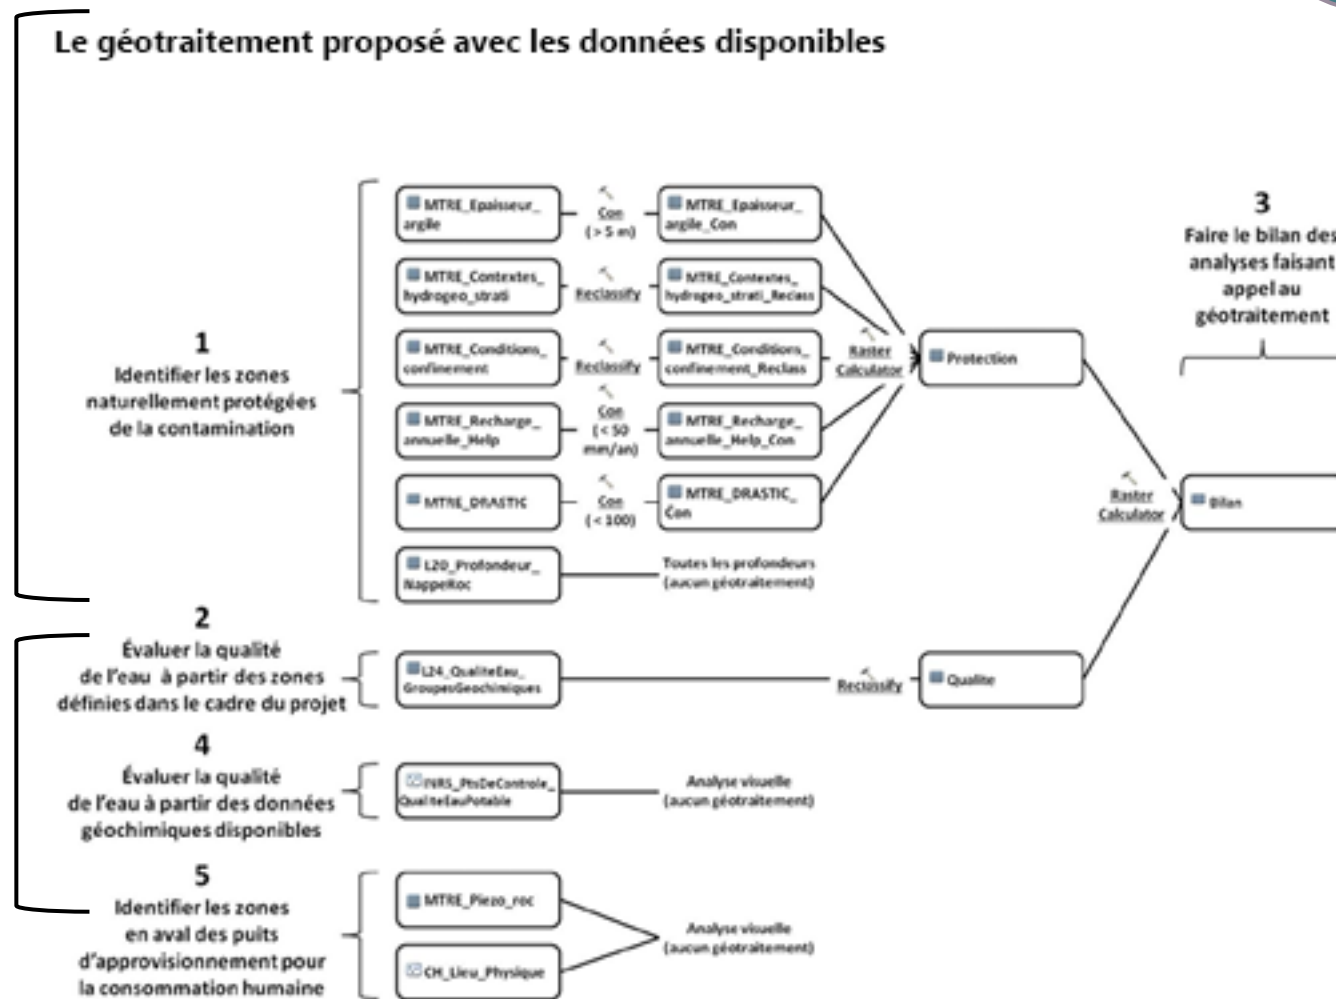 Le géotraitement proposé avec les données disponibles
1
Identifier les zones
naturellement protégées
de la contamination
MTRE_Epaisseur_
argile
Con
(> 5 m)
MTRE_Epaisseur_
argile_Con
MTRE_Contextes_
hydrogeo_strati
Reclassify
MTRE_Contextes_
hydrogeo_strati_Reclass
MTRE_Conditions_
confinement
Reclassify
MTRE_Conditions_
confinement_Reclass
MTRE_Recharge_
annuelle_Help
Con
(< 50
mm/an)
MTRE_Recharge_
annuelle_Help_Con
MTRE_DRASTIC
Con
(< 100)
MTRE_DRASTIC_
Con
L20_Profondeur_
NappeRoc
Toutes les profondeurs
(aucun géotraitement)
Raster
Calculator
Protection
2
Évaluer la qualité
de l'eau à partir des zones
définies dans le cadre du projet
L24_QualiteEau_
GroupesGeochimiques
Reclassify
Qualite
3
Faire le bilan des
analyses faisant
appel au
géotraitement
Raster
Calculator
Bilan
4
Évaluer la qualité
de l'eau à partir des données
géochimiques disponibles
INRS_PtsDeControle_
QualiteEauPotable
Analyse visuelle
(aucun géotraitement)
5
Identifier les zones
en aval des puits
d'approvisionnement pour
la consommation humaine
MTRE_Piezo_roc
CH_Lieu_Physique
Analyse visuelle
(aucun géotraitement)